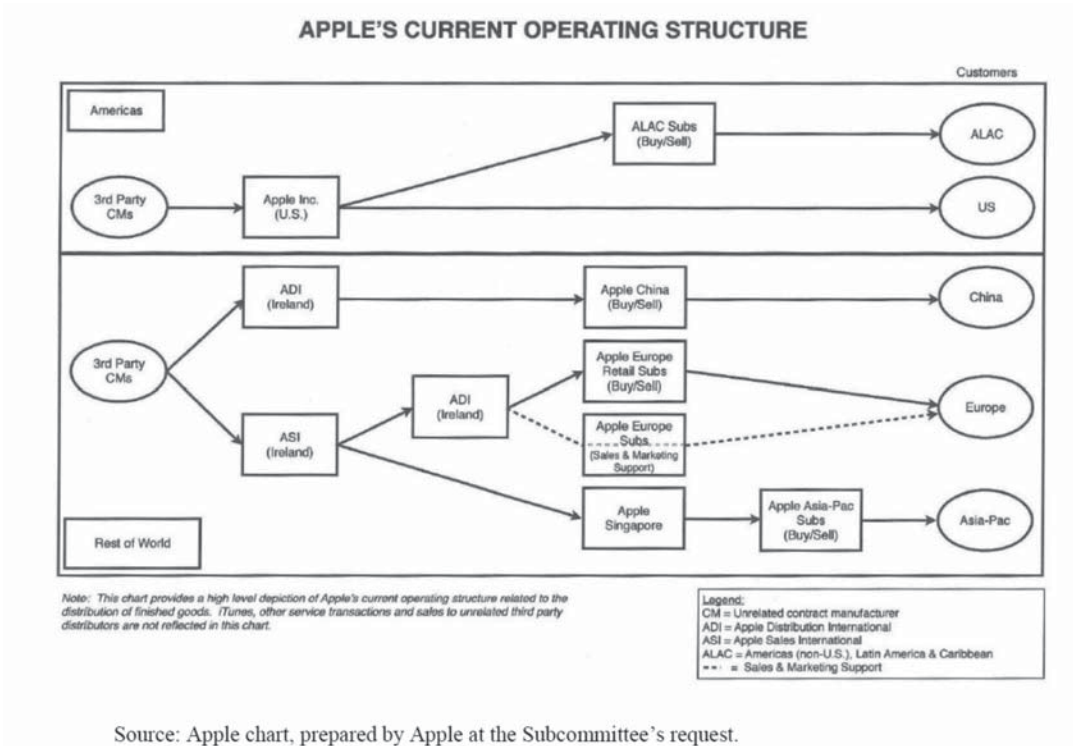 APPLE'S CURRENT OPERATING STRUCTURE
Customers
Americas
ALAC Subs
(Buy/Sell)
ALAC
3rd Party
CMs
Apple Inc.
(U.S.)
US
ADI
(Ireland)
Apple China
(Buy/Sell)
China
3rd Party
CMs
Apple Europe
Retail Subs
(Buy/Sell)
ADI
(Ireland)
Europe
Apple Europe
Subs
(Sales & Marketing
Support)
ASI
(Ireland)
Apple
Singapore
Apple Asia-Pac
Subs
(Buy/Sell)
Asia-Pac
Rest of World
Note: This chart provides a high level depiction of Apple's current operating structure related to the
distribution of finished goods. iTunes, other service transactions and sales to unrelated third party
distributors are not reflected in this chart.
Legend:
CM = Unrelated contract manufacturer
ADI = Apple Distribution International
ASI = Apple Sales International
ALAC = Americas (non-U.S.), Latin America & Caribbean
= Sales & Marketing Support
Source: Apple chart, prepared by Apple at the Subcommittee's request.